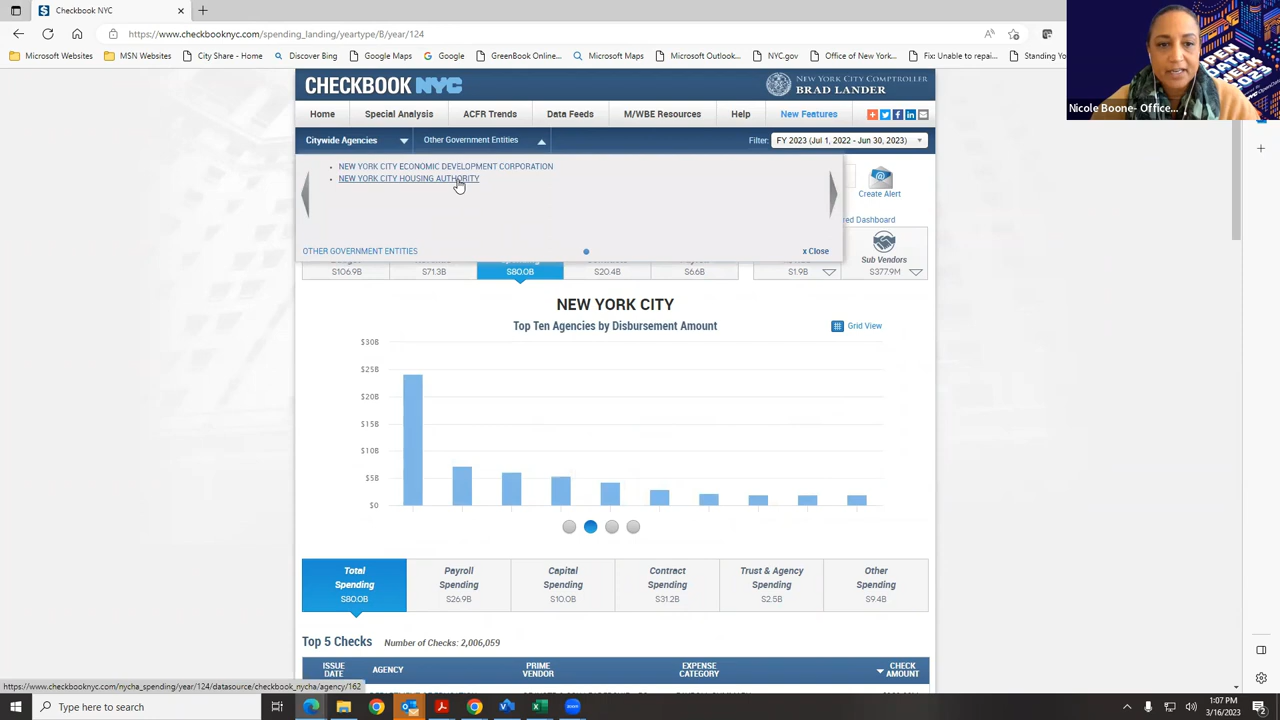 Checkbook NYC
https://www.checkbooknyc.com/spending_landing/yeartype/B/year/124
Microsoft Websites
MSN Websites
City Share - Home
Discover Bing
Google Maps
Google
GreenBook Online...
Microsoft Maps
Microsoft Outlook...
NYC.gov
Office of New York...
Fix: Unable to repai...
Standing Yo
OPEN DATA WEEK 2023
Nicole Boone- Office...
CHECKBOOK NYC
NEW YORK CITY COMPTROLLER
BRAD LANDER
Home
Special Analysis
ACFR Trends
Data Feeds
M/WBE Resources
Help
New Features
Citywide Agencies
Other Government Entities
Filter:
FY 2023 (Jul 1, 2022 - Jun 30, 2023)
NEW YORK CITY ECONOMIC DEVELOPMENT CORPORATION
NEW YORK CITY HOUSING AUTHORITY
Create Alert
red Dashboard
OTHER GOVERNMENT ENTITIES
x Close
Sub Vendors
$106.9B
$71.3B
$80.0B
$20.4B
$6.6B
$1.9B
$377.9M
NEW YORK CITY
Top Ten Agencies by Disbursement Amount
Grid View
$30B
$25B
$20B
$15B
$10B
$5B
$0
Total Spending
$80.0B
Payroll Spending
$26.9B
Capital Spending
$10.0B
Contract Spending
$31.2B
Trust & Agency Spending
$2.5B
Other Spending
$9.4B
Top 5 Checks
Number of Checks: 2,006,059
ISSUE DATE
AGENCY
PRIME VENDOR
EXPENSE CATEGORY
CHECK AMOUNT
https://www.checkbooknyc.com/nycha_spending/year/124/datasource/checkbook_nycha/agency/162
Type here to search
1:07 PM
3/16/2023